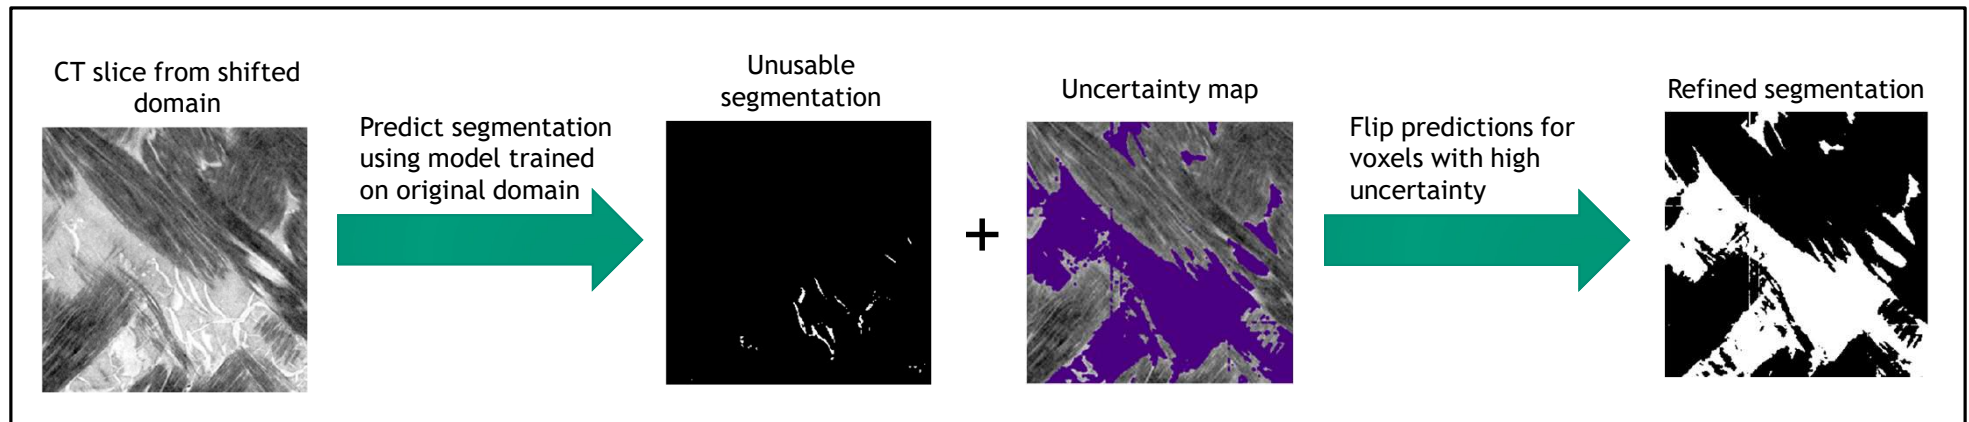 CT slice from shifted
domain
Predict segmentation
using model trained
on original domain
Unusable
segmentation
+
Uncertainty map
Flip predictions for
voxels with high
uncertainty
Refined segmentation